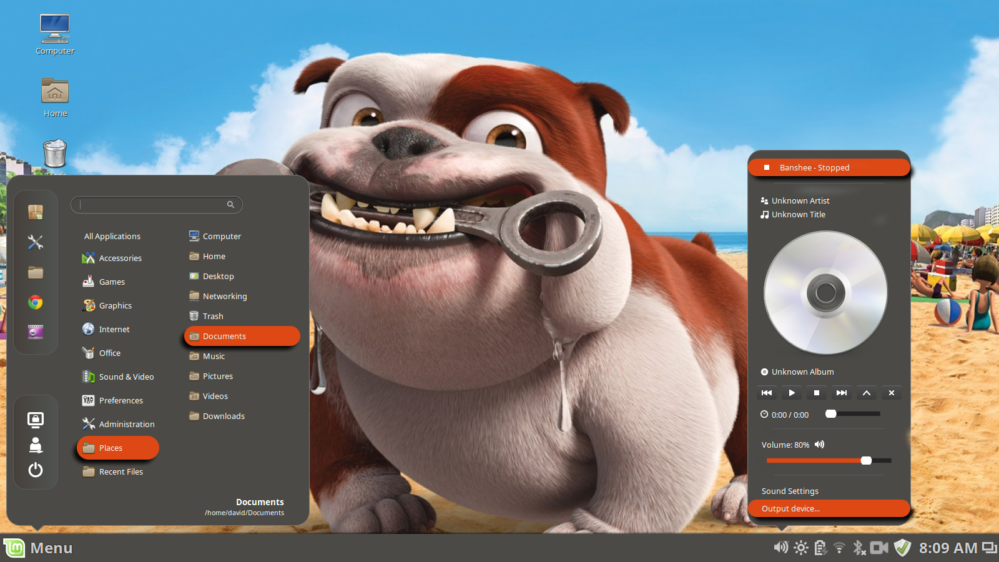 Computer
Home
All Applications
Accessories
Games
Graphics
Internet
Office
Sound & Video
Preferences
Administration
Places
Recent Files
Computer
Home
Desktop
Networking
Trash
Documents
Music
Pictures
Videos
Downloads
Documents
/home/david/Documents
Banshee - Stopped
Unknown Artist
Unknown Title
Unknown Album
0:00 / 0:00
Volume: 80%
Sound Settings
Output device...
Menu
8:09 AM